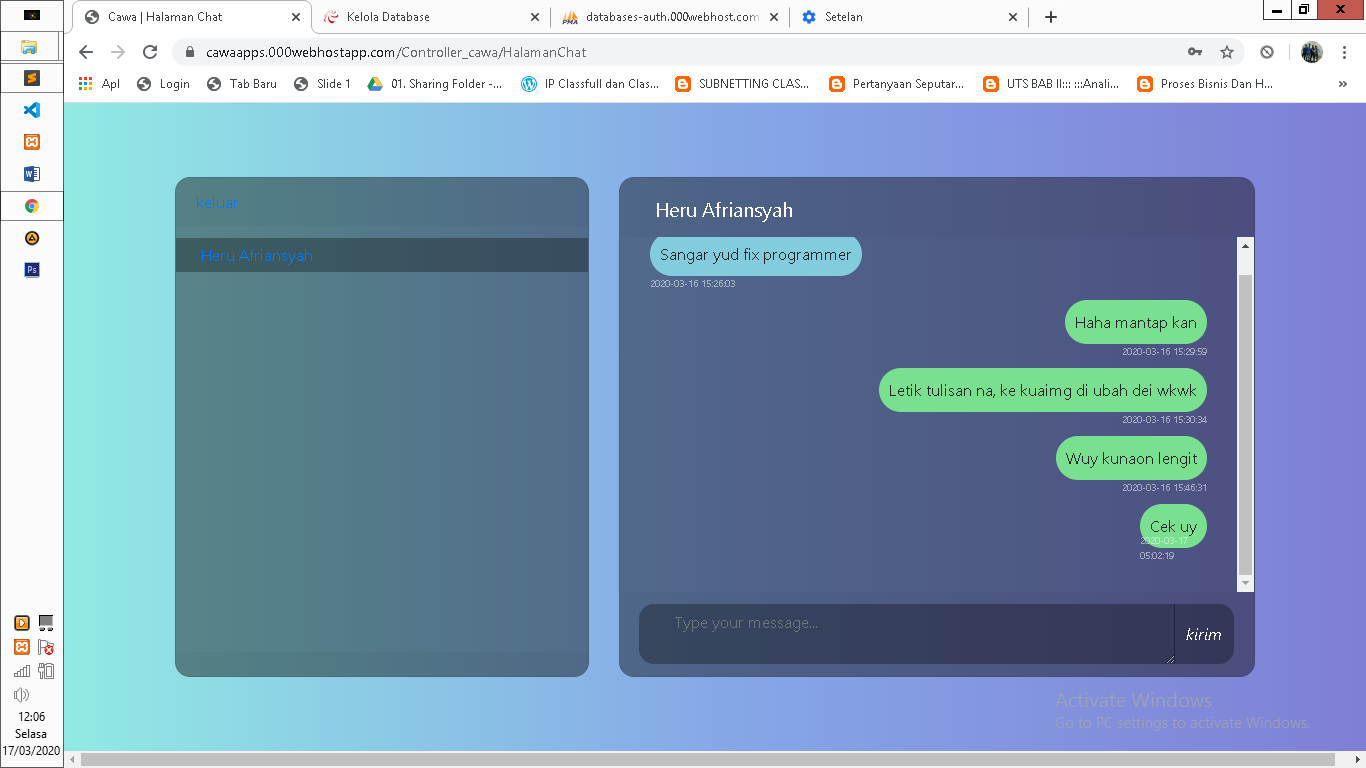 Cawa | Halaman Chat
Kelola Database
databases-auth.000webhost.com
Setelan
cawaapps.000webhostapp.com/Controller_cawa/HalamanChat
Apl
Login
Tab Baru
Slide 1
01. Sharing Folder -...
IP Classfull dan Clas...
SUBNETTING CLAS...
Pertanyaan Seputar...
UTS BAB II::: :::Anali...
Proses Bisnis Dan H...
keluar
Heru Afriansyah
Heru Afriansyah
Sangar yud fix programmer
2020-03-16 15:26:03
Haha mantap kan
2020-03-16 15:29:59
Letik tulisan na, ke kuaimg di ubah dei wkwk
2020-03-16 15:30:34
Wuy kunaon lengit
2020-03-16 15:46:31
Cek uy
2020-03-17
05:02:19
Type your message...
kirim
Activate Windows
Go to PC settings to activate Windows.
PMA
Ps
12:06
Selasa
17/03/2020